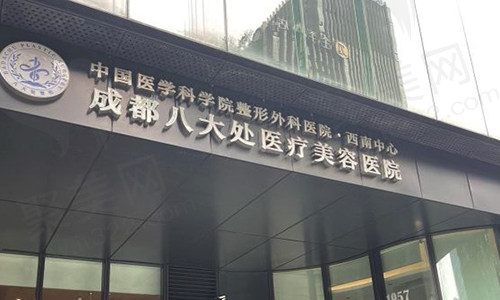 中国医学科学院整形外科医院·西南中心
成都八大处医疗美容医院
1957